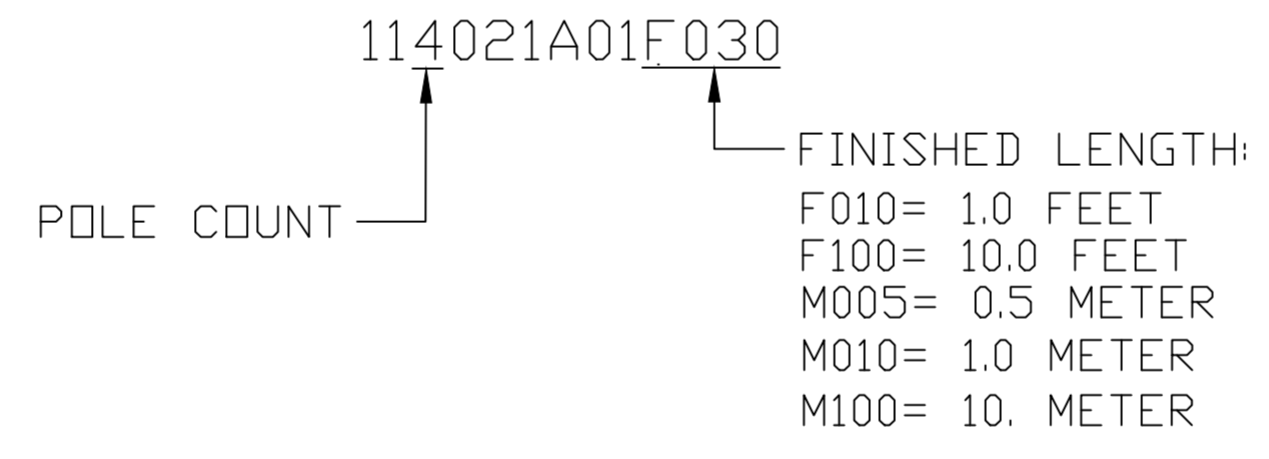 114021A01F030
FINISHED LENGTH:
POLE COUNT
F010= 1.0 FEET
F100= 10.0 FEET
M005= 0.5 METER
M010= 1.0 METER
M100= 10. METER